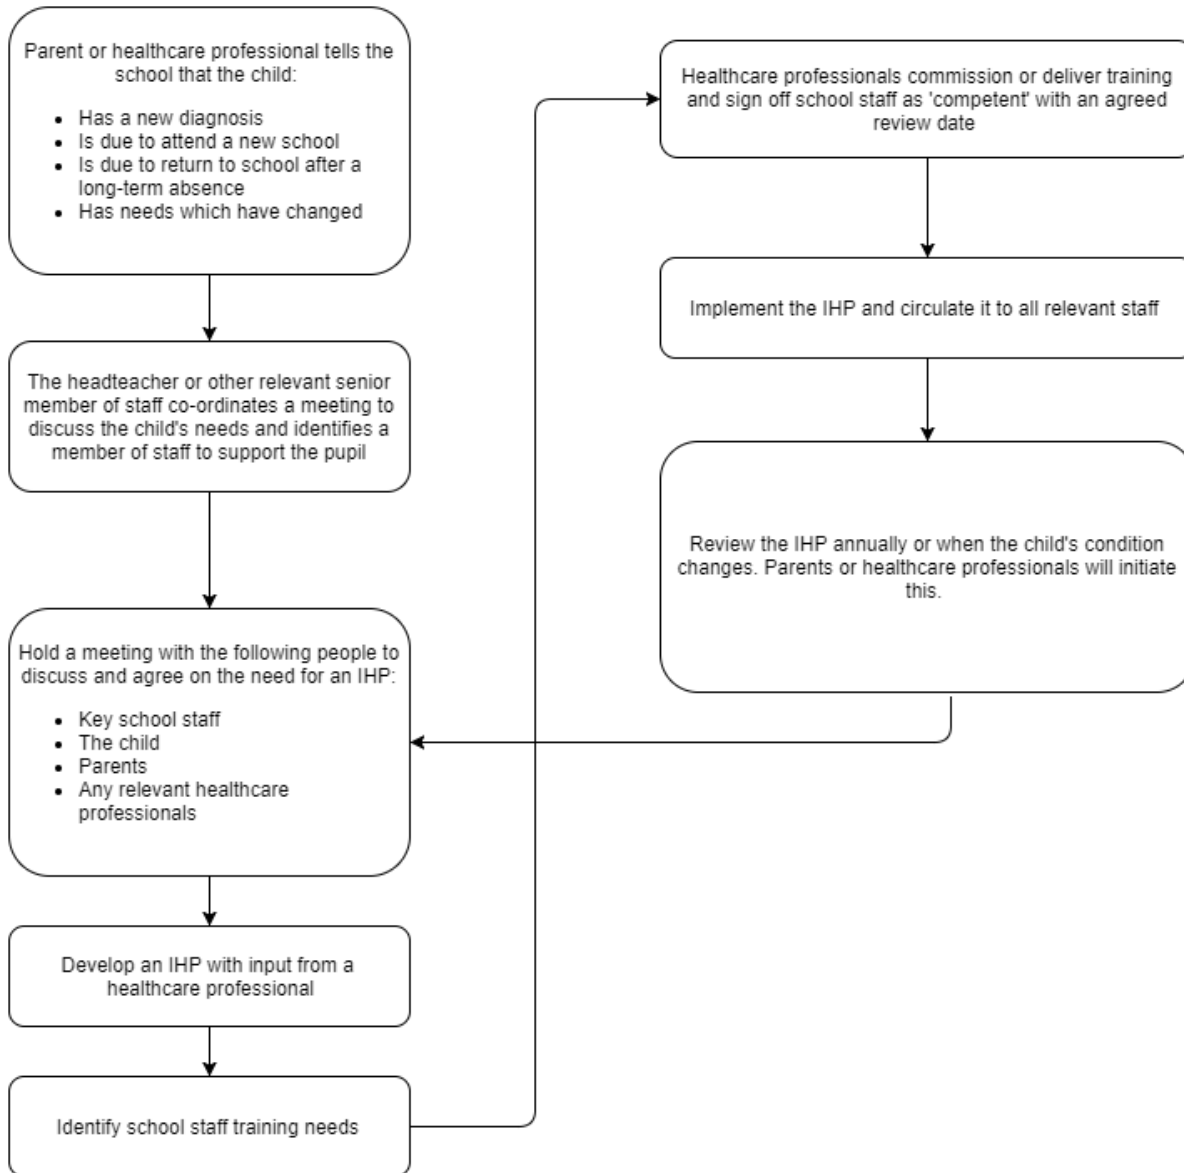 Parent or healthcare professional tells the
school that the child:
• Has a new diagnosis
• Is due to attend a new school
• Is due to return to school after a
long-term absence
• Has needs which have changed
The headteacher or other relevant senior
member of staff co-ordinates a meeting to
discuss the child's needs and identifies a
member of staff to support the pupil
Hold a meeting with the following people to
discuss and agree on the need for an IHP:
• Key school staff
• The child
• Parents
• Any relevant healthcare
professionals
Develop an IHP with input from a
healthcare professional
Identify school staff training needs
Healthcare professionals commission or deliver training
and sign off school staff as 'competent' with an agreed
review date
Implement the IHP and circulate it to all relevant staff
Review the IHP annually or when the child's condition
changes. Parents or healthcare professionals will initiate
this.